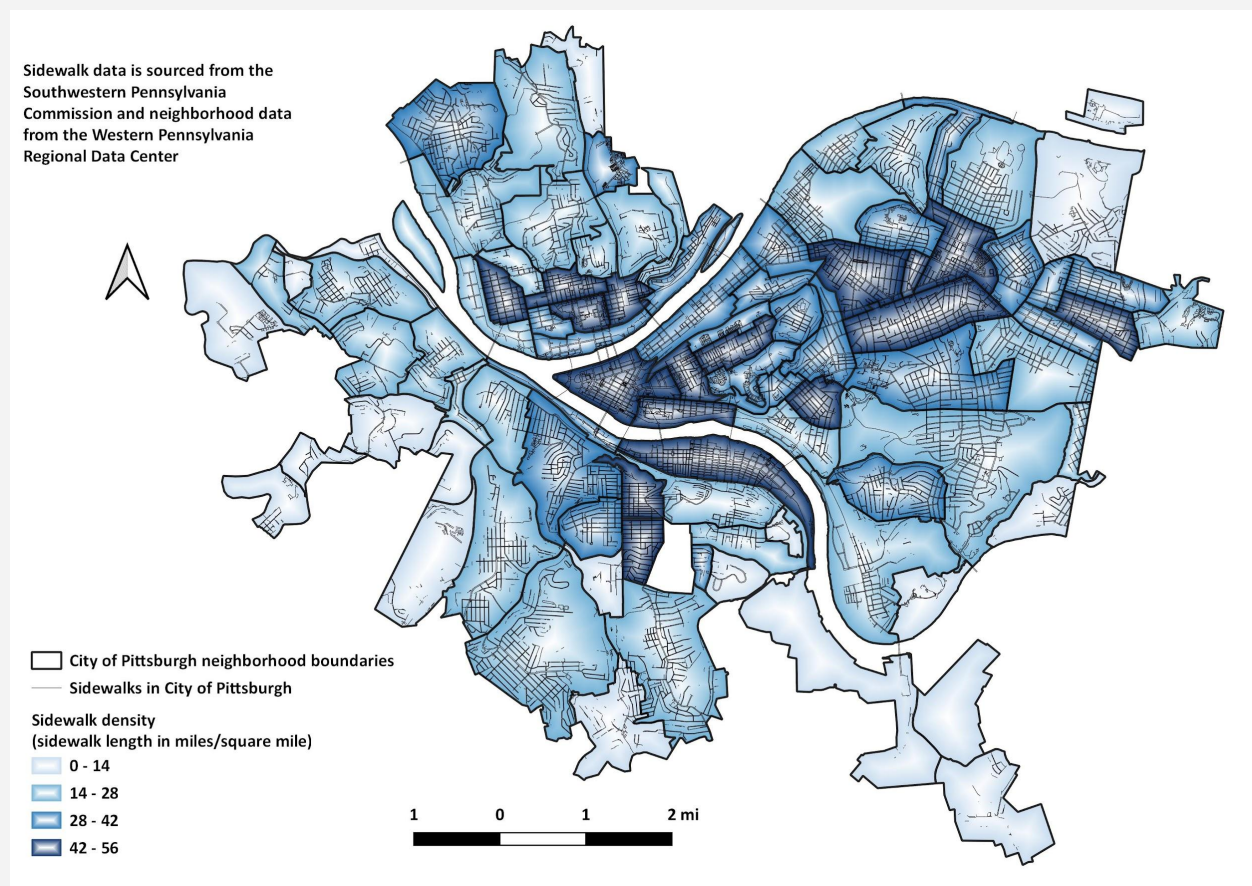 Sidewalk data is sourced from the
Southwestern Pennsylvania
Commission and neighborhood data
from the Western Pennsylvania
Regional Data Center
City of Pittsburgh neighborhood boundaries
Sidewalks in City of Pittsburgh
Sidewalk density
(sidewalk length in miles/square mile)
0 - 14
14 - 28
28 - 42
42 - 56
1 0 1 2 mi